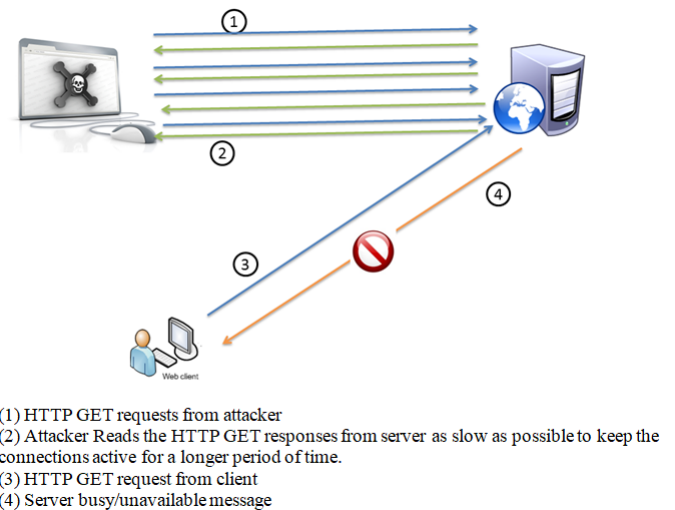 1
2
3
4
Web client
(1) HTTP GET requests from attacker
(2) Attacker Reads the HTTP GET responses from server as slow as possible to keep the
connections active for a longer period of time.
(3) HTTP GET request from client
(4) Server busy/unavailable message